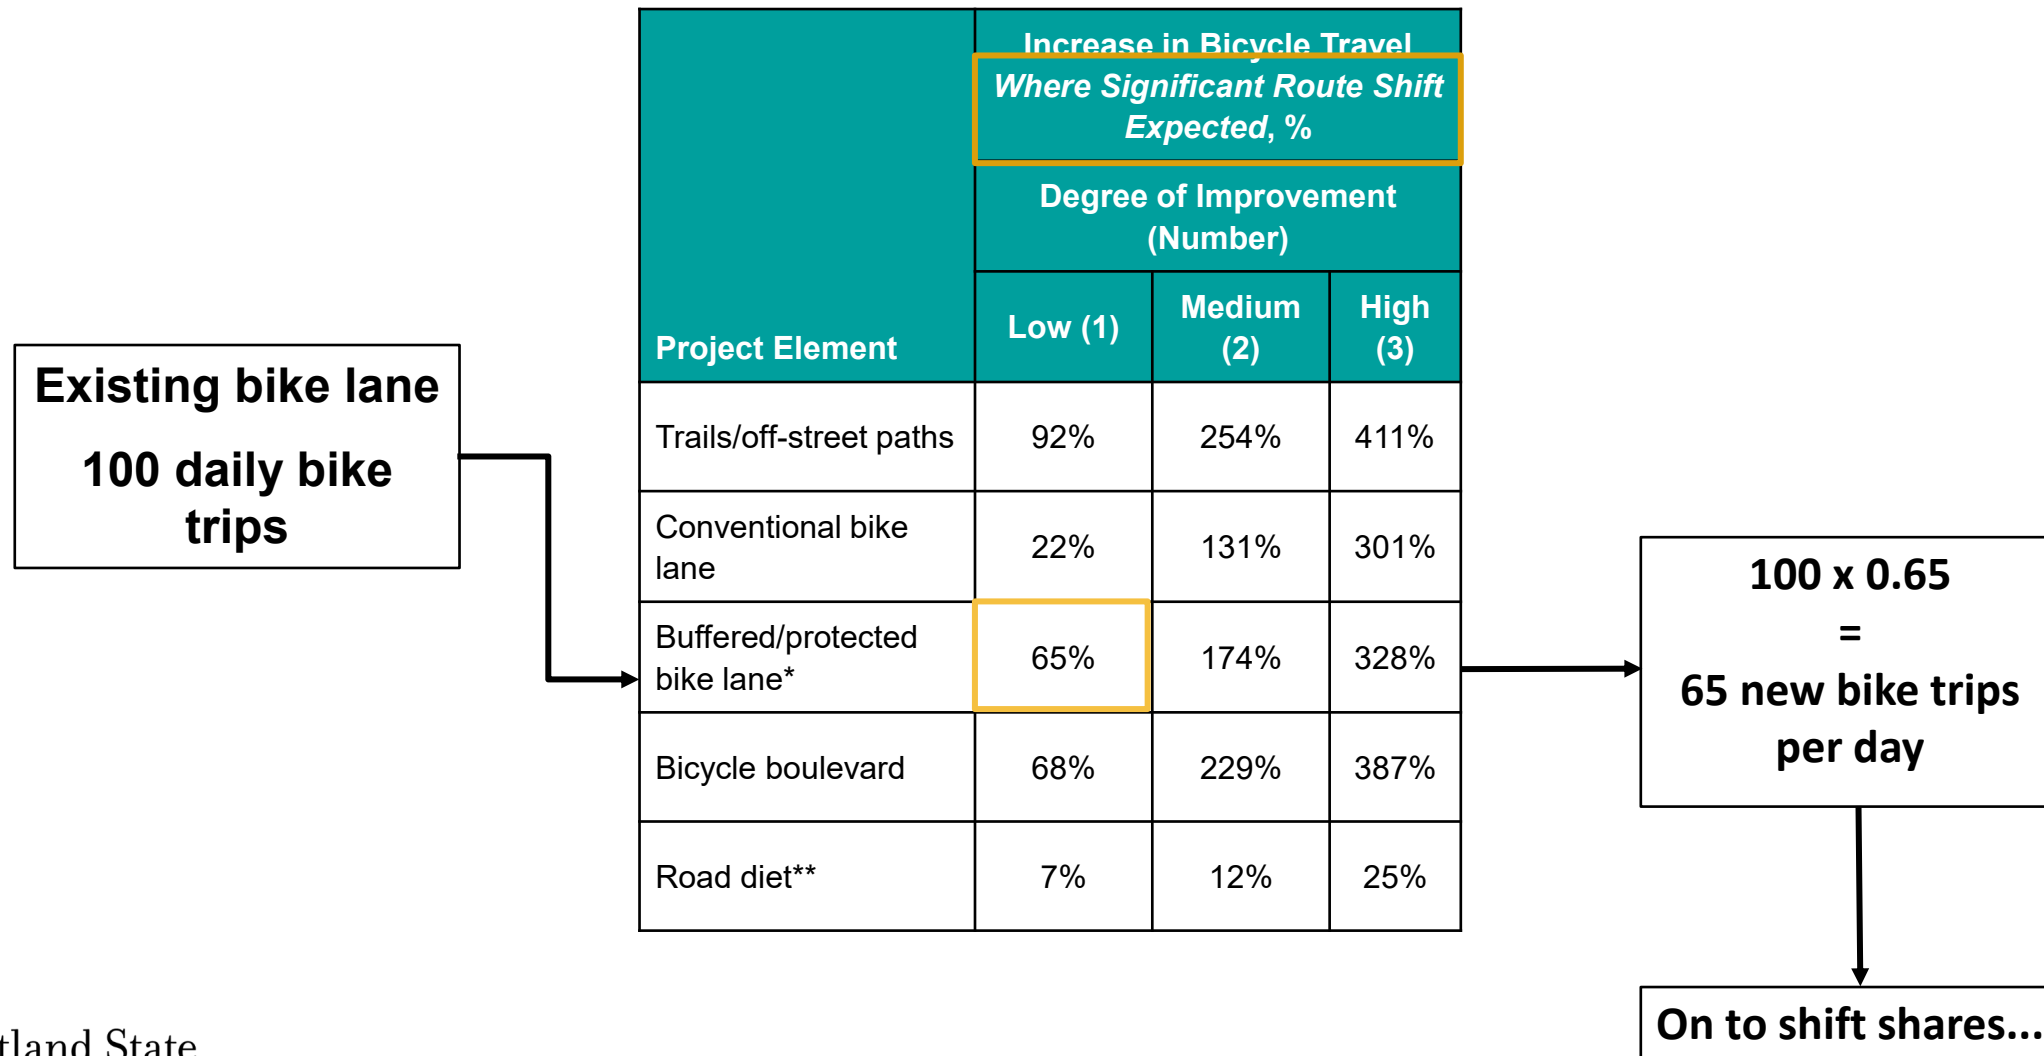 Increase in Bicycle Travel
Where Significant Route Shift
Expected, %
Degree of Improvement
(Number)
Project Element
Low (1)
Medium
(2)
High
(3)
Existing bike lane
100 daily bike
trips
Trails/off-street paths
92%
254%
411%
Conventional bike
lane
22%
131%
301%
Buffered/protected
bike lane*
65%
174%
328%
Bicycle boulevard
68%
229%
387%
Road diet**
7%
12%
25%
100 x 0.65
=
65 new bike trips
per day
On to shift shares...
tland State